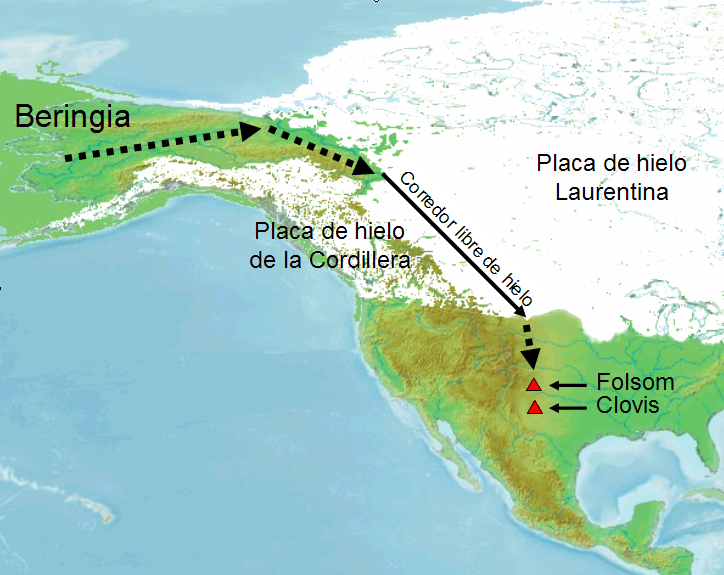 Beringia
Placa de hielo
Laurentina
Corredor libre de hielo
Placa de hielo
de la Cordillera
Folsom
Clovis